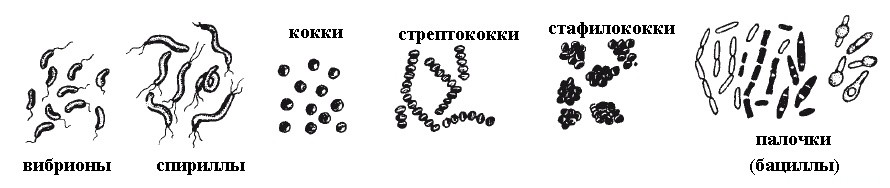 кокки
стрептококки
стафилококки
вибрионы
спириллы
палочки
(бациллы)